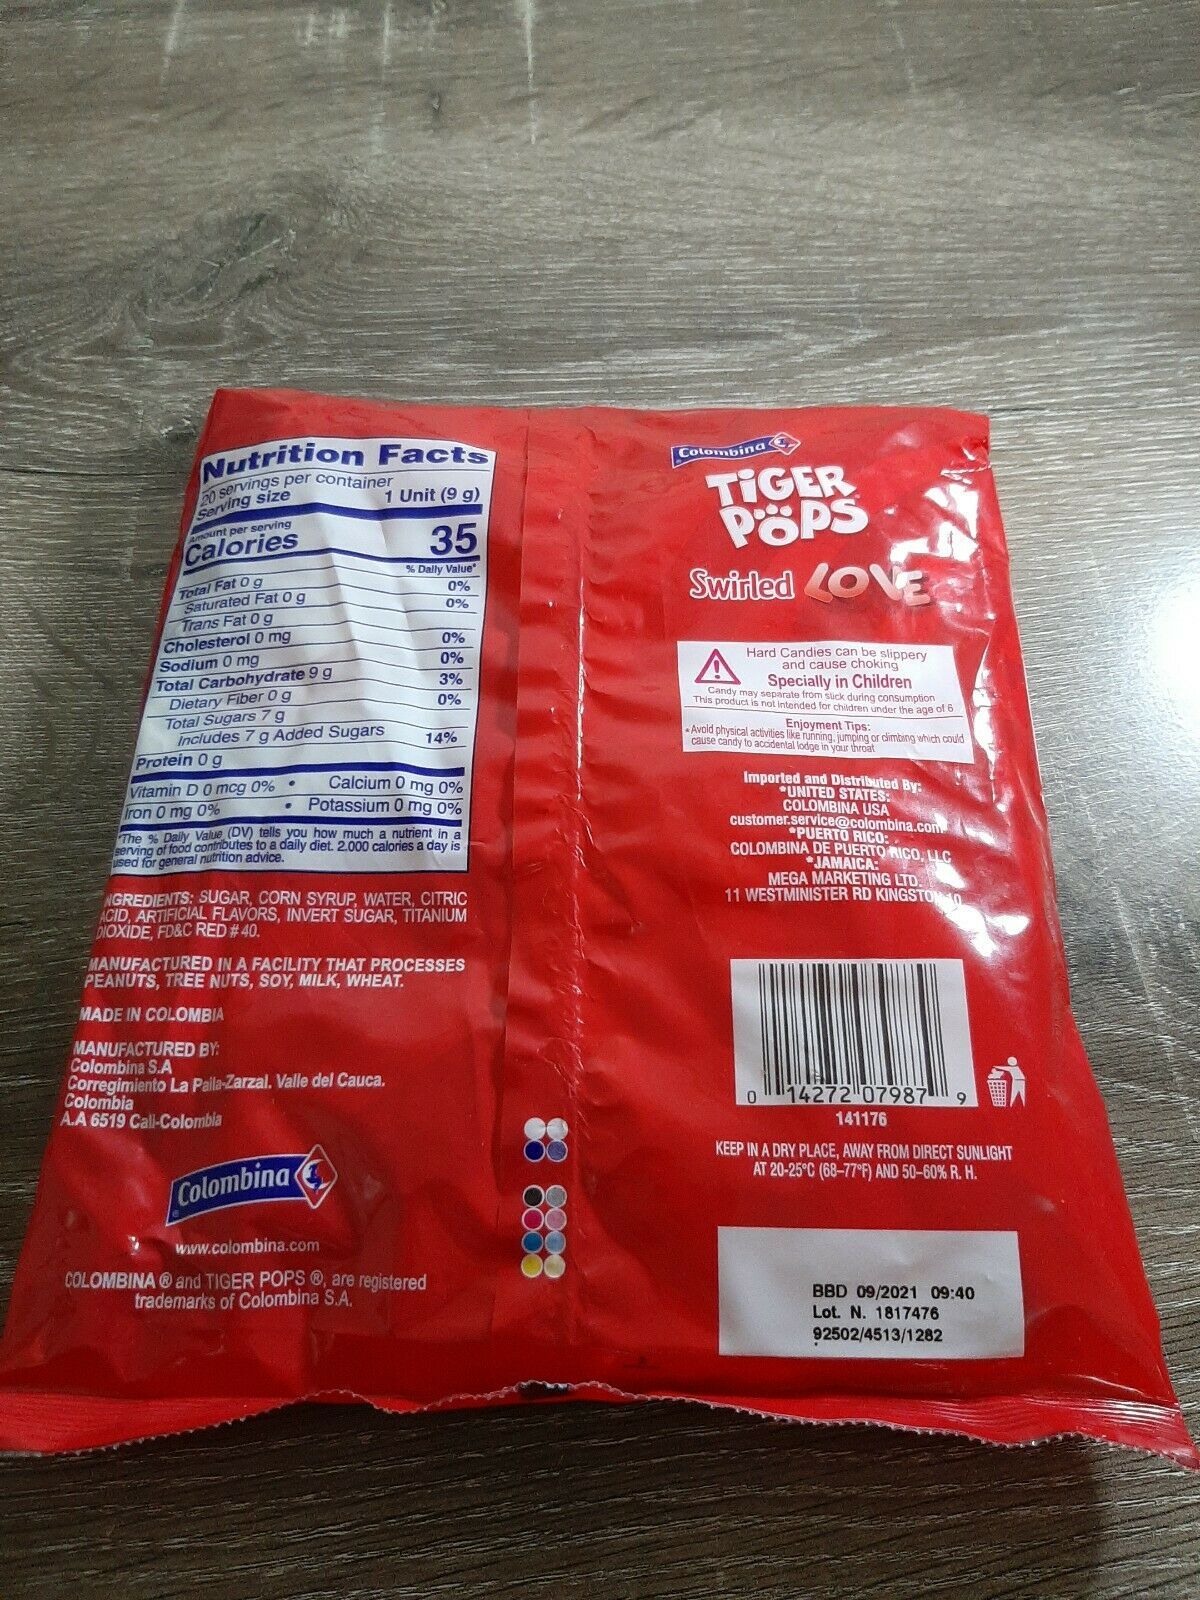 Nutrition Facts
20 servings per container
Serving size 1 Unit (9 g)
Amount per serving
Calories 35
% Daily Value*
Total Fat 0 g 0%
Saturated Fat 0 g 0%
Trans Fat 0 g
Cholesterol 0 mg 0%
Sodium 0 mg 0%
Total Carbohydrate 9 g 3%
Dietary Fiber 0 g 0%
Total Sugars 7 g
Includes 7 g Added Sugars 14%
Protein 0 g
Vitamin D 0 mcg 0% • Calcium 0 mg 0%
Iron 0 mg 0% • Potassium 0 mg 0%
*The % Daily Value (DV) tells you how much a nutrient in a
serving of food contributes to a daily diet. 2.000 calories a day is
used for general nutrition advice.
INGREDIENTS: SUGAR, CORN SYRUP, WATER, CITRIC
ACID, ARTIFICIAL FLAVORS, INVERT SUGAR, TITANIUM
DIOXIDE, FD&C RED # 40.
MANUFACTURED IN A FACILITY THAT PROCESSES
PEANUTS, TREE NUTS, SOY, MILK, WHEAT.
MADE IN COLOMBIA
MANUFACTURED BY:
Colombina S.A
Corregimiento La Paila-Zarzal. Valle del Cauca.
Colombia
A.A 6519 Cali-Colombia
Colombina
www.colombina.com
COLOMBINA ® and TIGER POPS ®, are registered
trademarks of Colombina S.A.
Colombina
TiGER
POPS
Swirled LOVE
Hard Candies can be slippery
and cause choking
Specially in Children
Candy may separate from stick during consumption
This product is not intended for children under the age of 6
Enjoyment Tips:
*Avoid physical activities like running, jumping or climbing which could
cause candy to accidental lodge in your throat
Imported and Distributed By:
*UNITED STATES:
COLOMBINA USA
customer.service@colombina.com
*PUERTO RICO:
COLOMBINA DE PUERTO RICO, LLC
*JAMAICA:
MEGA MARKETING LTD.
11 WESTMINISTER RD KINGSTON 10
0 14272 07987 9
141176
KEEP IN A DRY PLACE, AWAY FROM DIRECT SUNLIGHT
AT 20-25°C (68-77°F) AND 50-60% R. H.
BBD 09/2021 09:40
Lot. N. 1817476
92502/4513/1282